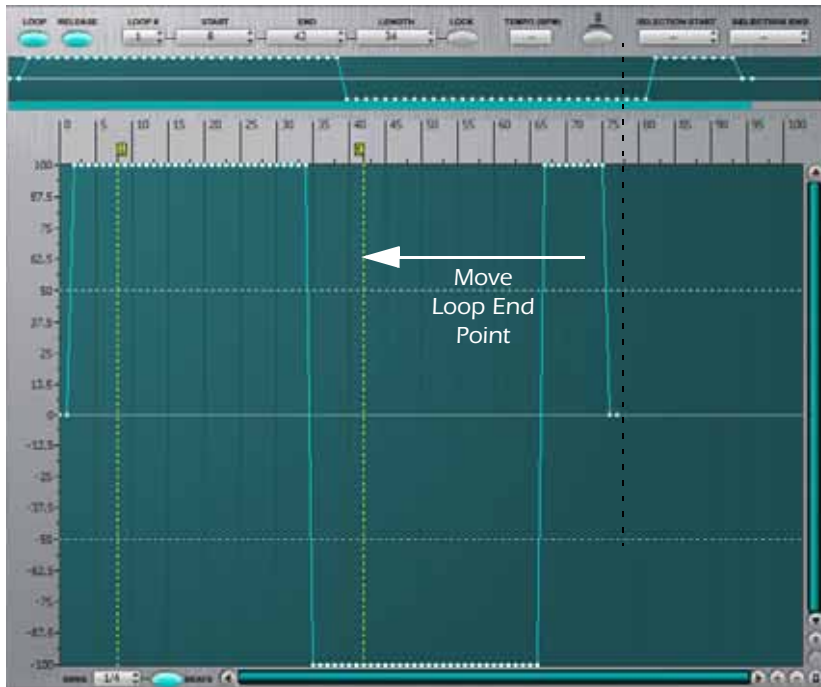 LOOP RELEASE LOOP # START END LENGTH LOCK TEMPO (BPM) SELECTION START SELECTION END
1 8 42 34 -- -- --
0 5 10 15 20 25 30 35 40 45 50 55 60 65 70 75 80 85 90 95 100
100
87.5
75
62.5
50
37.5
25
12.5
0
-12.5
-25
-37.5
-50
-62.5
-75
-87.5
-100
Move
Loop End
Point
1/4 BEATS